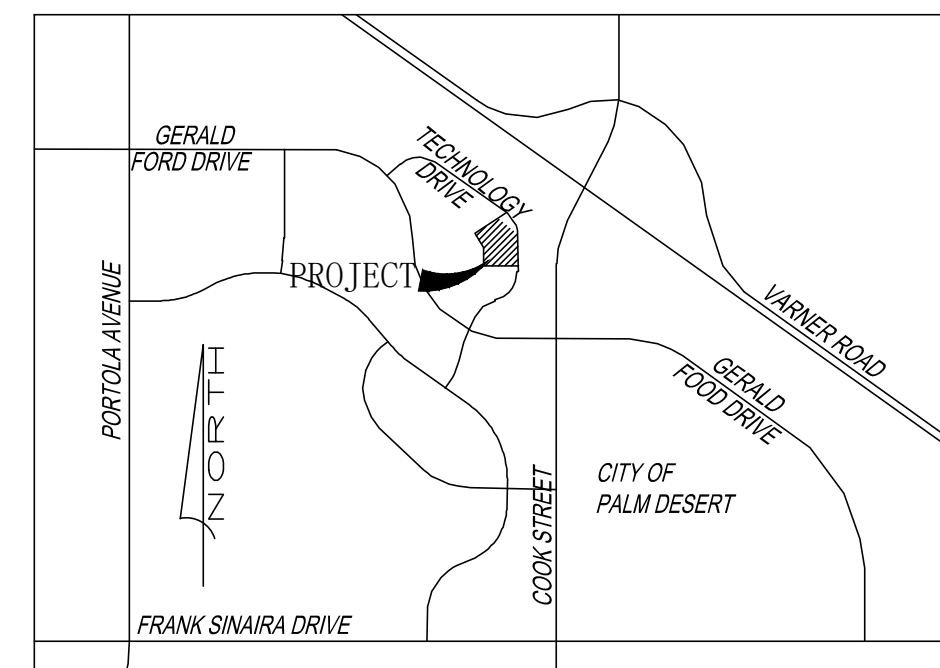 GERALD
FORD DRIVE
TECHNOLOGY
DRIVE
PROJECT
PORTOLA AVENUE
NORTH
VARNER ROAD
GERALD
FOOD DRIVE
CITY OF
PALM DESERT
COOK STREET
FRANK SINAIRA DRIVE